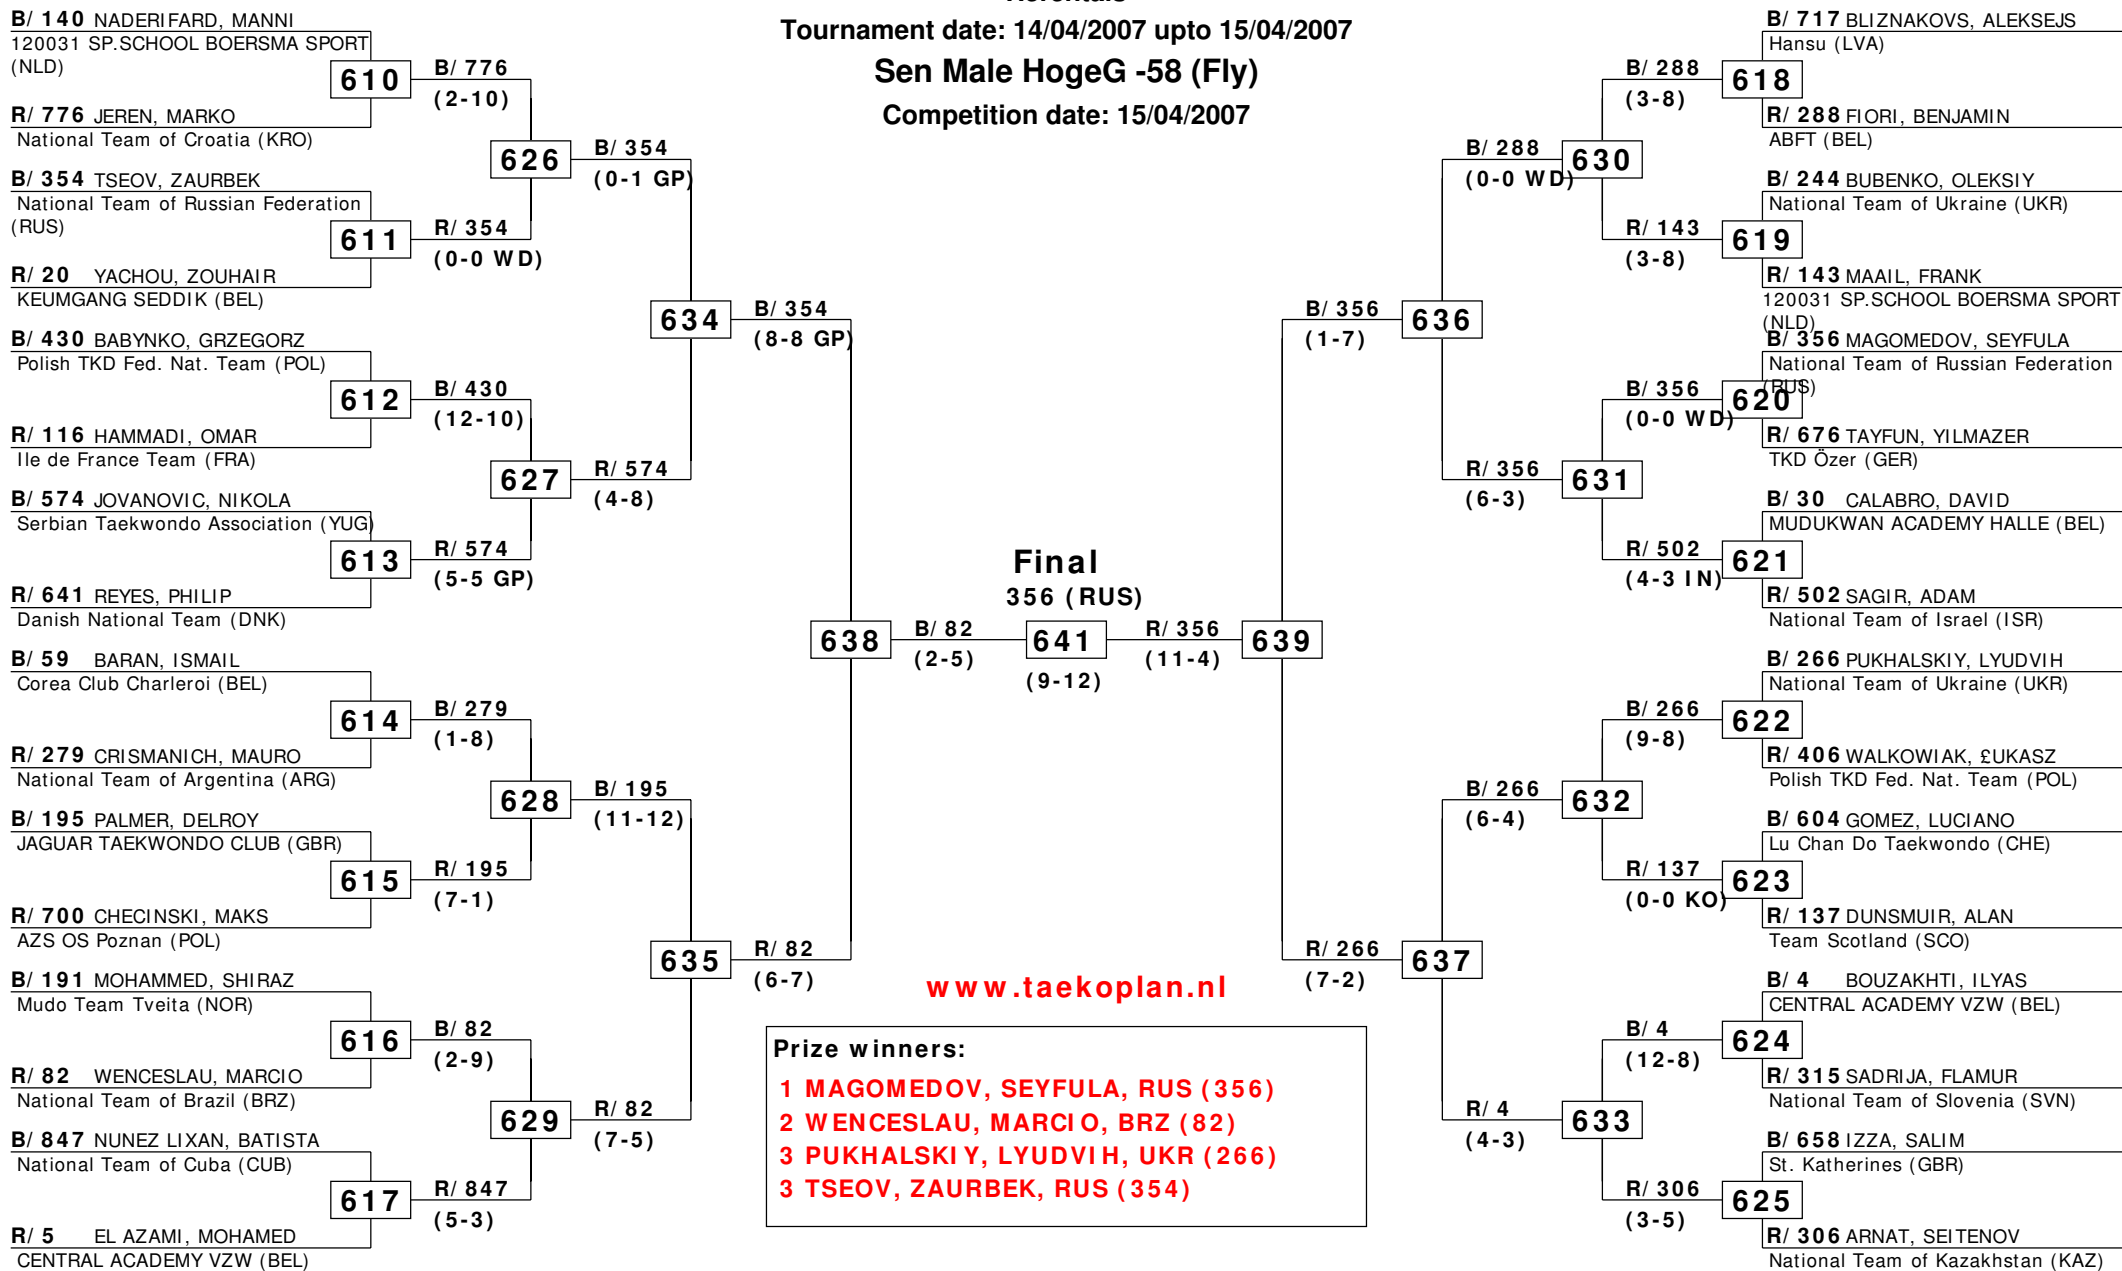 Tournament date: 14/04/2007 upto 15/04/2007
Sen Male HogeG -58 (Fly)
Competition date: 15/04/2007
B/ 140 NADERIFARD, MANNI
120031 SP.SCHOOL BOERSMA SPORT
(NLD)
610
R/ 776 JEREN, MARKO
National Team of Croatia (KRO)
B/ 354 TSEOV, ZAURBEK
National Team of Russian Federation
(RUS)
611
R/ 20 YACHOU, ZOUHAIR
KEUMGANG SEDDIK (BEL)
B/ 430 BABYNKO, GRZEGORZ
Polish TKD Fed. Nat. Team (POL)
612
R/ 116 HAMMADI, OMAR
Ile de France Team (FRA)
B/ 574 JOVANOVIC, NIKOLA
Serbian Taekwondo Association (YUG)
613
R/ 641 REYES, PHILIP
Danish National Team (DNK)
B/ 59 BARAN, ISMAIL
Corea Club Charleroi (BEL)
614
R/ 279 CRISMANICH, MAURO
National Team of Argentina (ARG)
B/ 195 PALMER, DELROY
JAGUAR TAEKWONDO CLUB (GBR)
615
R/ 700 CHECINSKI, MAKS
AZS OS Poznan (POL)
B/ 191 MOHAMMED, SHIRAZ
Mudo Team Tveita (NOR)
616
R/ 82 WENCESLAU, MARCIO
National Team of Brazil (BRZ)
B/ 847 NUNEZ LIXAN, BATISTA
National Team of Cuba (CUB)
617
R/ 5 EL AZAMI, MOHAMED
CENTRAL ACADEMY VZW (BEL)
B/ 776
(2-10)
626
R/ 354
(0-0 WD)
B/ 430
(12-10)
627
R/ 574
(5-5 GP)
B/ 279
(1-8)
628
R/ 195
(7-1)
B/ 82
(2-9)
629
R/ 847
(5-3)
B/ 354
(0-1 GP)
634
R/ 574
(4-8)
B/ 195
(11-12)
635
R/ 82
(7-5)
B/ 354
(8-8 GP)
638
R/ 82
(6-7)
B/ 82
(2-5)
Final
356 (RUS)
641
(9-12)
R/ 356
(11-4)
639
B/ 356
(1-7)
R/ 266
(7-2)
636
637
B/ 288
(0-0 WD)
630
R/ 356
(6-3)
631
B/ 266
(6-4)
632
R/ 4
(4-3)
633
B/ 288
(3-8)
R/ 143
(3-8)
B/ 356
(0-0 WD)
R/ 502
(4-3 IN)
B/ 266
(9-8)
R/ 137
(0-0 KO)
B/ 4
(12-8)
R/ 306
(3-5)
B/ 717 BLIZNAKOVS, ALEKSEJS
Hansu (LVA)
618
R/ 288 FIORI, BENJAMIN
ABFT (BEL)
B/ 244 BUBENKO, OLEKSIY
National Team of Ukraine (UKR)
619
R/ 143 MAAIL, FRANK
120031 SP.SCHOOL BOERSMA SPORT
(NLD)
B/ 356 MAGOMEDOV, SEYFULA
National Team of Russian Federation
(RUS)
620
R/ 676 TAYFUN, YILMAZER
TKD Özer (GER)
B/ 30 CALABRO, DAVID
MUDUKWAN ACADEMY HALLE (BEL)
621
R/ 502 SAGIR, ADAM
National Team of Israel (ISR)
B/ 266 PUKHALSKIY, LYUDVIH
National Team of Ukraine (UKR)
622
R/ 406 WALKOWIAK, £UKASZ
Polish TKD Fed. Nat. Team (POL)
B/ 604 GOMEZ, LUCIANO
Lu Chan Do Taekwondo (CHE)
623
R/ 137 DUNSMUIR, ALAN
Team Scotland (SCO)
B/ 4 BOUZAKHTI, ILYAS
CENTRAL ACADEMY VZW (BEL)
624
R/ 315 SADRIJA, FLAMUR
National Team of Slovenia (SVN)
B/ 658 IZZA, SALIM
St. Katherines (GBR)
625
R/ 306 ARNAT, SEITENOV
National Team of Kazakhstan (KAZ)
www.taekoplan.nl
Prize winners:
1 MAGOMEDOV, SEYFULA, RUS (356)
2 WENCESLAU, MARCIO, BRZ (82)
3 PUKHALSKIY, LYUDVIH, UKR (266)
3 TSEOV, ZAURBEK, RUS (354)